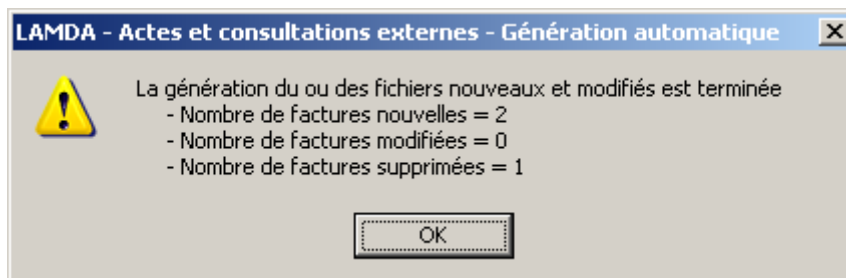 LAMDA - Actes et consultations externes - Génération automatique
La génération du ou des fichiers nouveaux et modifiés est terminée
- Nombre de factures nouvelles = 2
- Nombre de factures modifiées = 0
- Nombre de factures supprimées = 1
OK